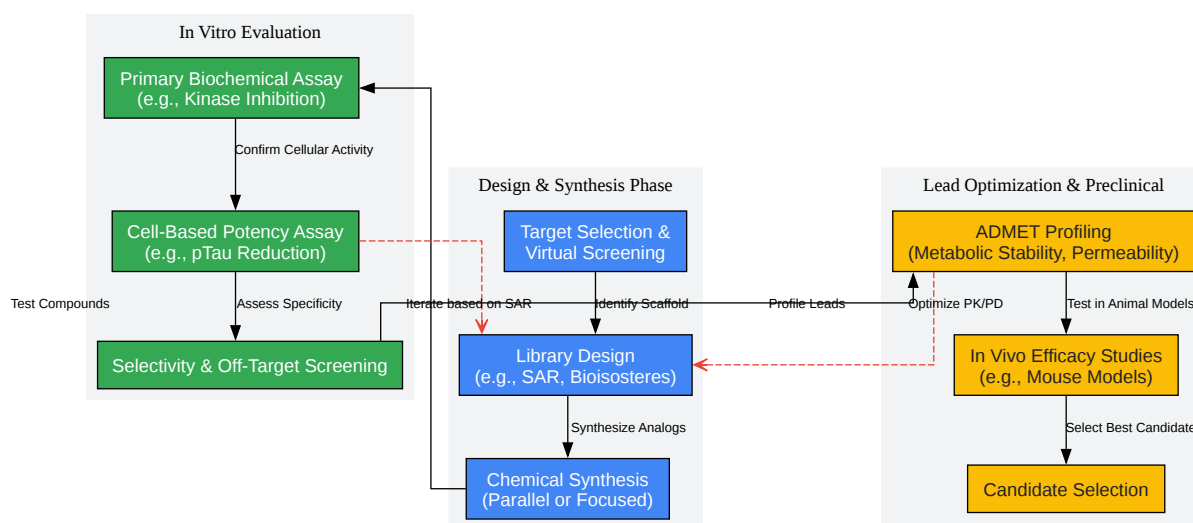 In Vitro Evaluation
Primary Biochemical Assay
(e.g., Kinase Inhibition)
Confirm Cellular Activity
Cell-Based Potency Assay
(e.g., pTau Reduction)
Test Compounds
Assess Specificity
Selectivity & Off-Target Screening
Design & Synthesis Phase
Target Selection &
Virtual Screening
Iterate based on SAR
Identify Scaffold
Library Design
(e.g., SAR, Bioisosteres)
Synthesize Analogs
Chemical Synthesis
(Parallel or Focused)
Lead Optimization & Preclinical
ADMET Profiling
(Metabolic Stability, Permeability)
Profile Leads
Optimize PK/PD
Test in Animal Models
In Vivo Efficacy Studies
(e.g., Mouse Models)
Select Best Candidate
Candidate Selection